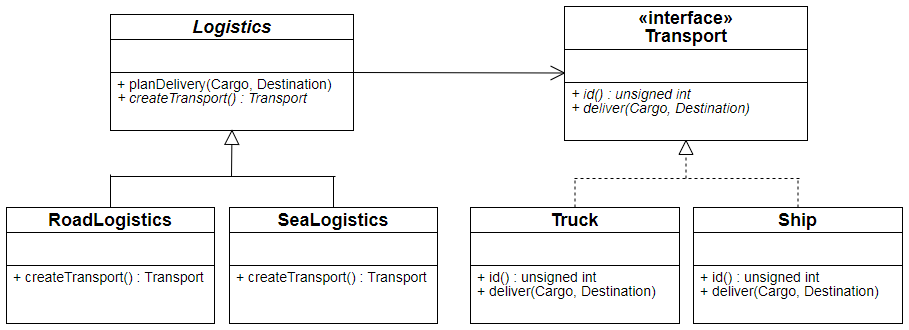 Logistics
+ planDelivery(Cargo, Destination)
+ createTransport() : Transport
«interface»
Transport
+ id() : unsigned int
+ deliver(Cargo, Destination)
RoadLogistics
+ createTransport() : Transport
SeaLogistics
+ createTransport() : Transport
Truck
+ id() : unsigned int
+ deliver(Cargo, Destination)
Ship
+ id() : unsigned int
+ deliver(Cargo, Destination)